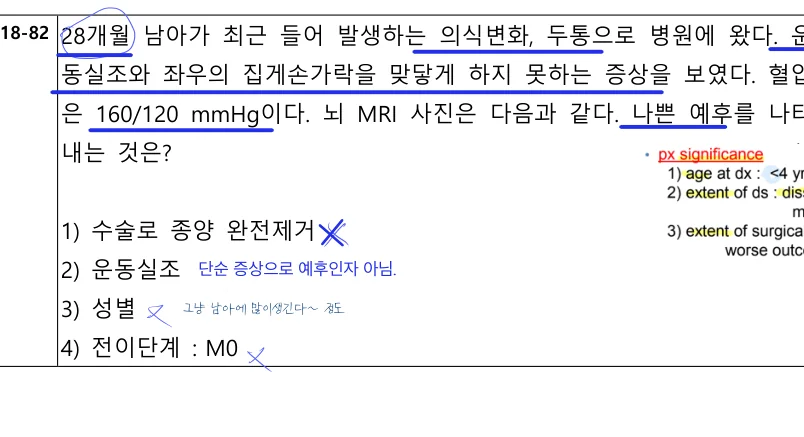 18-82
28개월 남아가 최근 들어 발생하는 의식변화, 두통으로 병원에 왔다. 운
동실조와 좌우의 집게손가락을 맞닿게 하지 못하는 증상을 보였다. 혈압
은 160/120 mmHg이다. 뇌 MRI 사진은 다음과 같다. 나쁜 예후를 나타
내는 것은?
• px significance
1) age at dx : <4 yr
2) extent of ds : diss
m
3) extent of surgical
worse outco
1) 수술로 종양 완전제거
2) 운동실조 단순 증상으로 예후인자 아님.
3) 성별 그냥 남아에 많이생긴다~ 정도
4) 전이단계 : M0